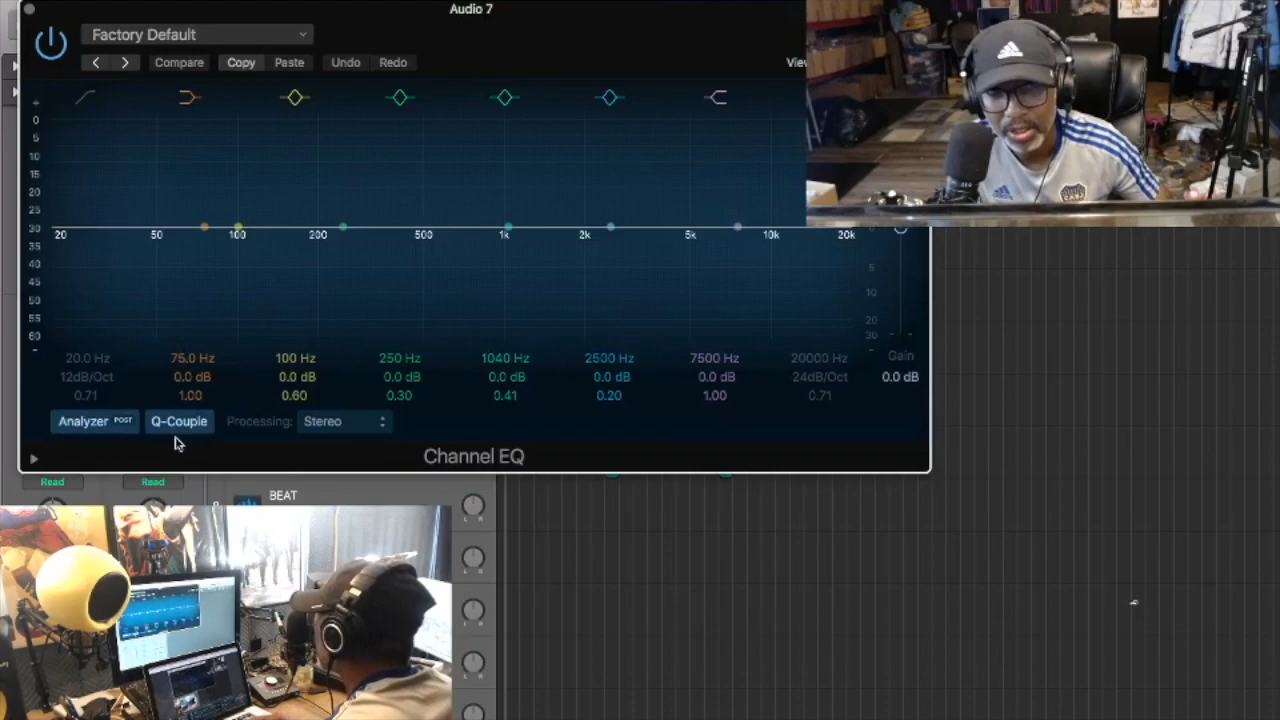 Audio 7
Factory Default
Compare Copy Paste Undo Redo View
+
0
5
10
15
20
25
30
35
40
45
50
55
60
-
20 50 100 200 500 1k 2k 5k 10k 20k
0
5
10
20
30
20.0 Hz 75.0 Hz 100 Hz 250 Hz 1040 Hz 2500 Hz 7500 Hz 20000 Hz Gain
12dB/Oct 0.0 dB 0.0 dB 0.0 dB 0.0 dB 0.0 dB 0.0 dB 24dB/Oct 0.0 dB
0.71 1.00 0.60 0.30 0.41 0.20 1.00 0.71
Analyzer POST Q-Couple Processing: Stereo
Channel EQ
Read Read
BEAT
L R
L R
L R
L R